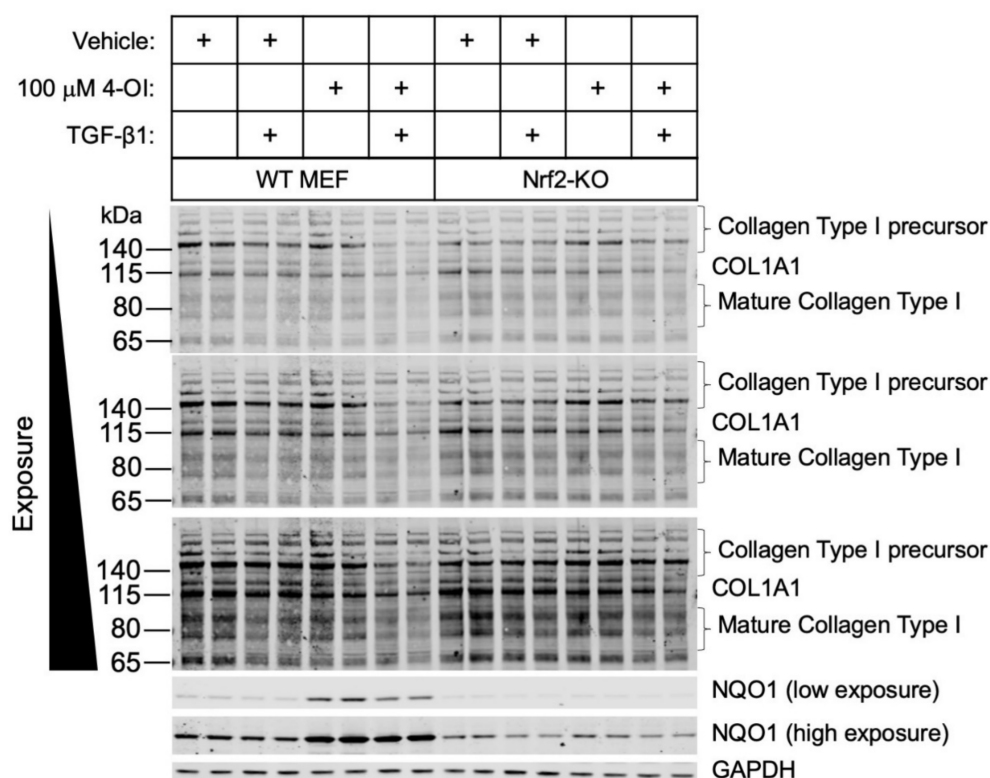 Vehicle: + + + +
100 μM 4-OI: + + + +
TGF-β1: + + + +
WT MEF Nrf2-KO
kDa
140
115
80
65
Collagen Type I precursor
COL1A1
Mature Collagen Type I
140
115
80
65
Collagen Type I precursor
COL1A1
Mature Collagen Type I
140
115
80
65
Collagen Type I precursor
COL1A1
Mature Collagen Type I
Exposure
NQO1 (low exposure)
NQO1 (high exposure)
GAPDH